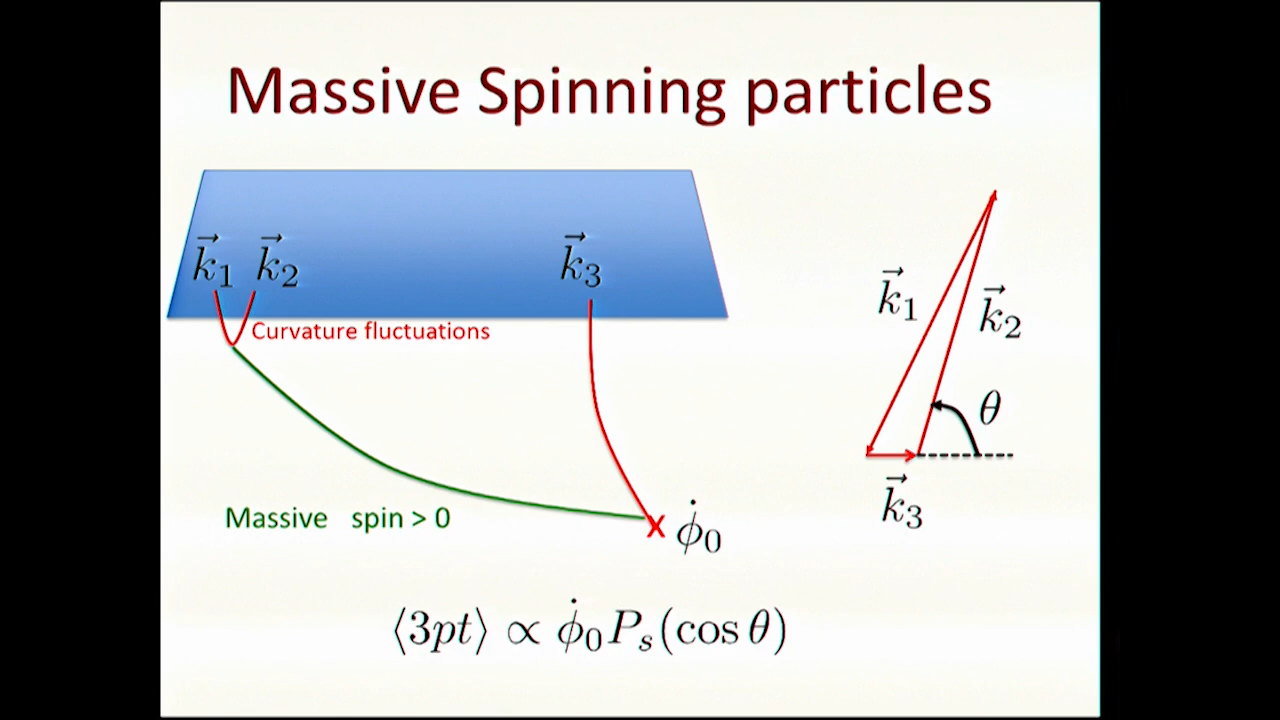 Massive Spinning particles
$\vec{k}_1$ $\vec{k}_2$ $\vec{k}_3$
Curvature fluctuations
Massive spin > 0
X $\dot{\phi}_0$
$\langle 3pt \rangle \propto \dot{\phi}_0 P_s(\cos\theta)$
$\vec{k}_1$
$\vec{k}_2$
$\theta$
$\vec{k}_3$